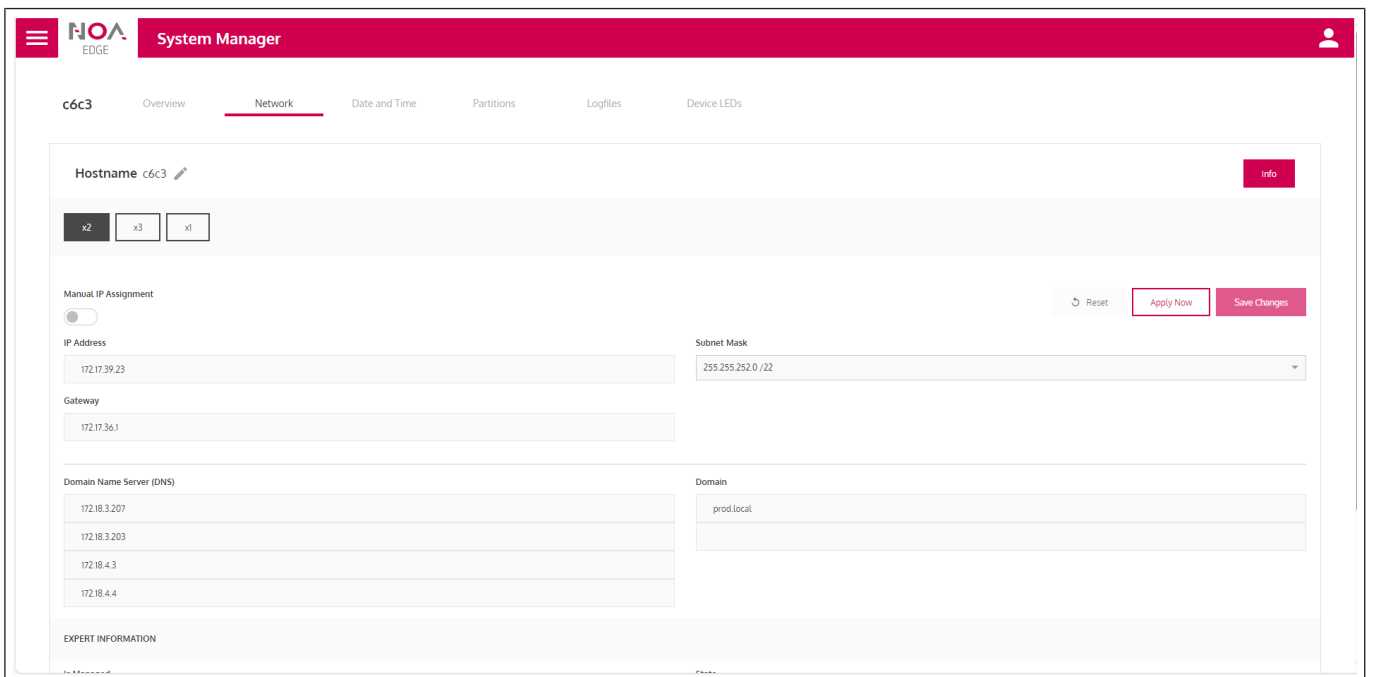 NOA
EDGE
System Manager
c6c3 Overview Network Date and Time Partitions Logfiles Device LEDs
Hostname c6c3
Info
x2 x3 x1
Manual IP Assignment
Reset Apply Now Save Changes
IP Address Subnet Mask
172.17.39.23 255.255.252.0 /22
Gateway
172.17.36.1
Domain Name Server (DNS) Domain
172.18.3.207 prod.local
172.18.3.203
172.18.4.3
172.18.4.4
EXPERT INFORMATION
Is Managed State